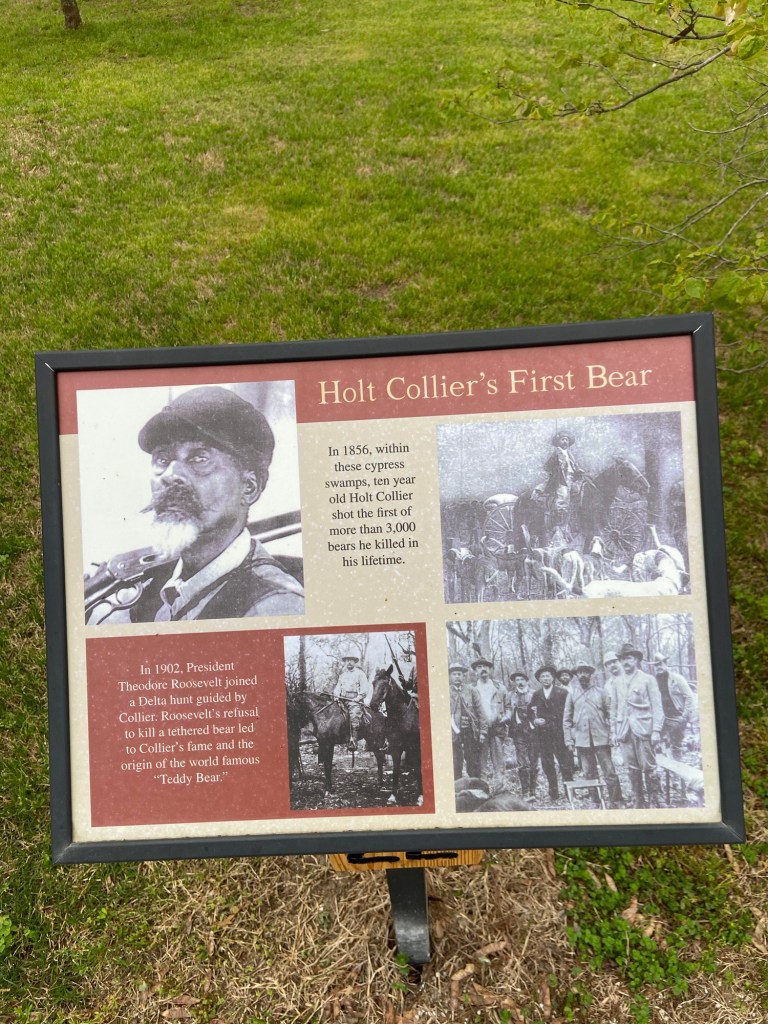 Holt Collier's First Bear
In 1856, within
these cypress
swamps, ten year
old Holt Collier
shot the first of
more than 3,000
bears he killed in
his lifetime.
In 1902, President
Theodore Roosevelt joined
a Delta hunt guided by
Collier. Roosevelt's refusal
to kill a tethered bear led
to Collier's fame and the
origin of the world famous
"Teddy Bear."